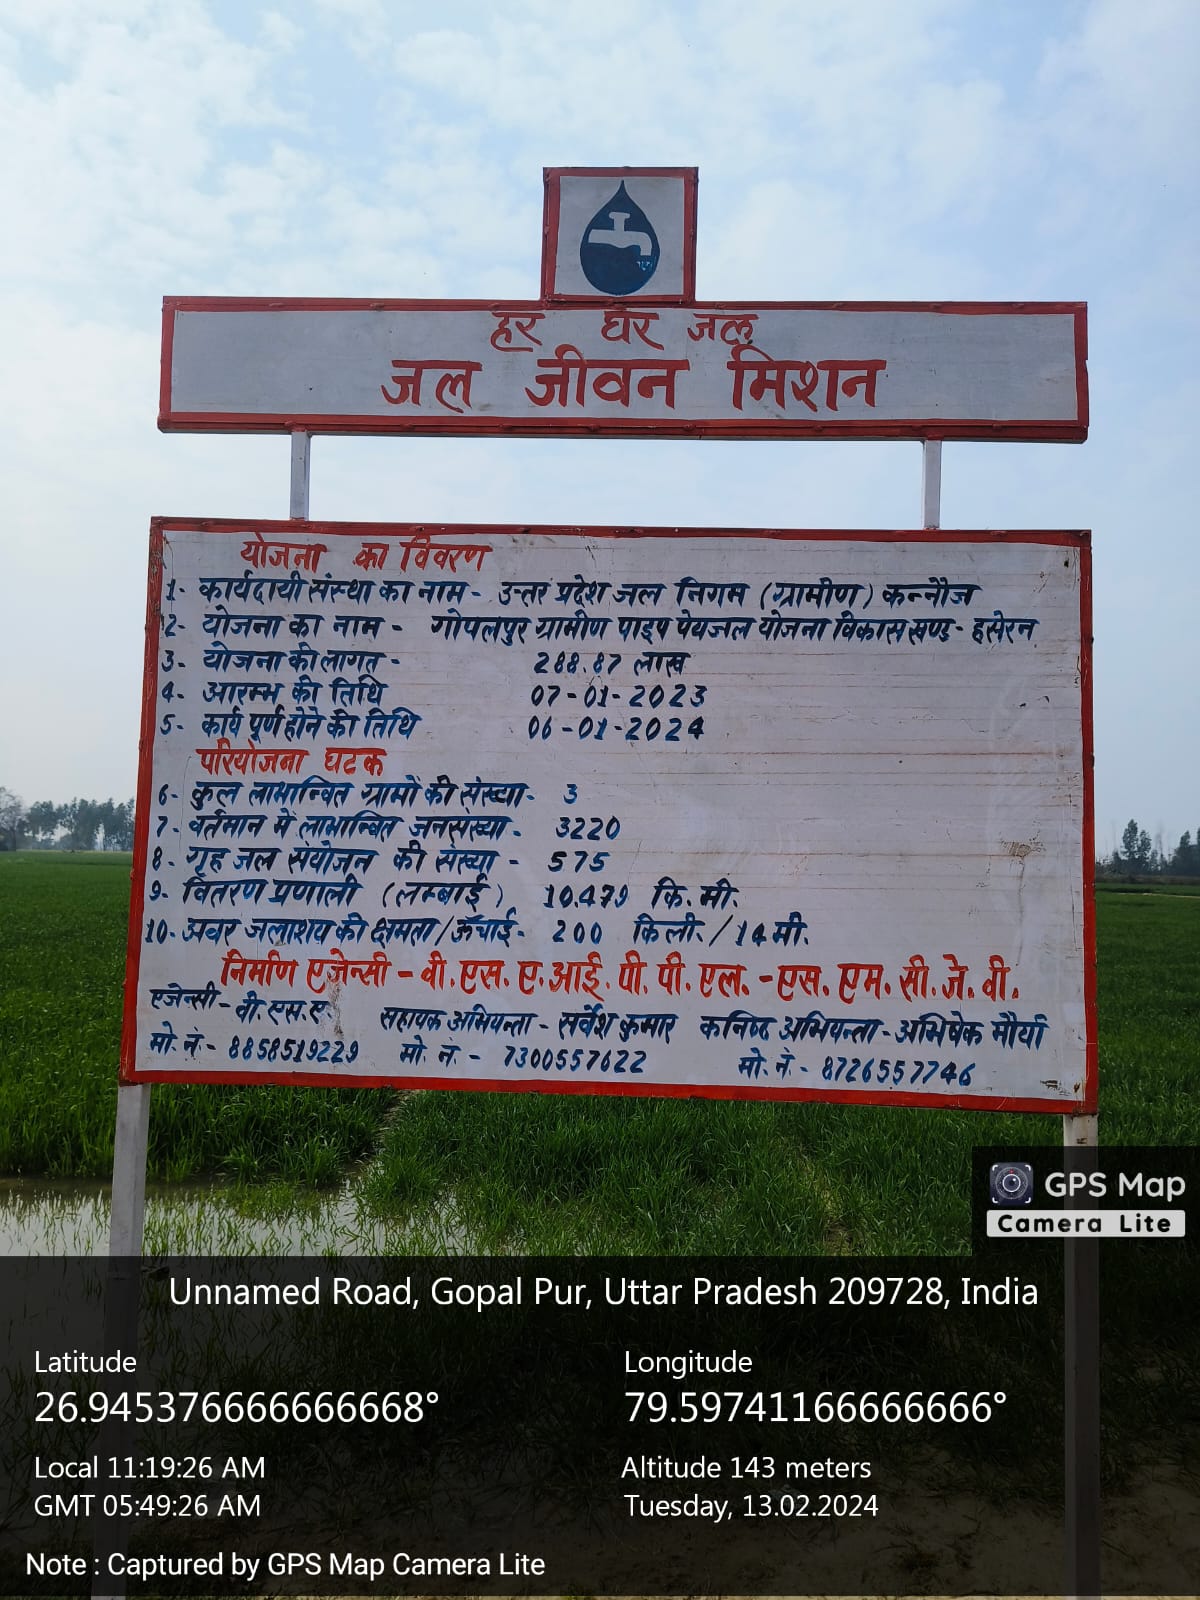 हर घर जल
जल जीवन मिशन
योजना का विवरण
1- कार्यदायी संस्था का नाम - उत्तर प्रदेश जल निगम (ग्रामीण) कन्नौज
2- योजना का नाम - गोपलपुर ग्रामीण पाइप पेयजल योजना विकास खण्ड - हसेरन
3- योजना की लागत - 288.87 लाख
4- आरम्भ की तिथि 07-01-2023
5- कार्य पूर्ण होने की तिथि 06-01-2024
परियोजना घटक
6- कुल लाभान्वित ग्रामों की संख्या- 3
7- वर्तमान में लाभान्वित जनसंख्या- 3220
8- गृह जल संयोजन की संख्या - 575
9- वितरण प्रणाली (लम्बाई) 10.479 कि. मी.
10- अवर जलाशय की क्षमता/ऊँचाई- 200 किली. / 14 मी.
निर्माण एजेन्सी - वी. एस. ए. आई. पी. पी. एल. - एस. एम. सी. जे. वी.
एजेन्सी - वी. एस. ए. सहायक अभियन्ता - सर्वेश कुमार कनिष्ठ अभियन्ता - अभिषेक मौर्या
मो. नं. - 8858519229 मो. नं. - 7300557622 मो. नं. - 8726557746
GPS Map
Camera Lite
Unnamed Road, Gopal Pur, Uttar Pradesh 209728, India
Latitude Longitude
26.945376666666668° 79.59741166666666°
Local 11:19:26 AM Altitude 143 meters
GMT 05:49:26 AM Tuesday, 13.02.2024
Note : Captured by GPS Map Camera Lite